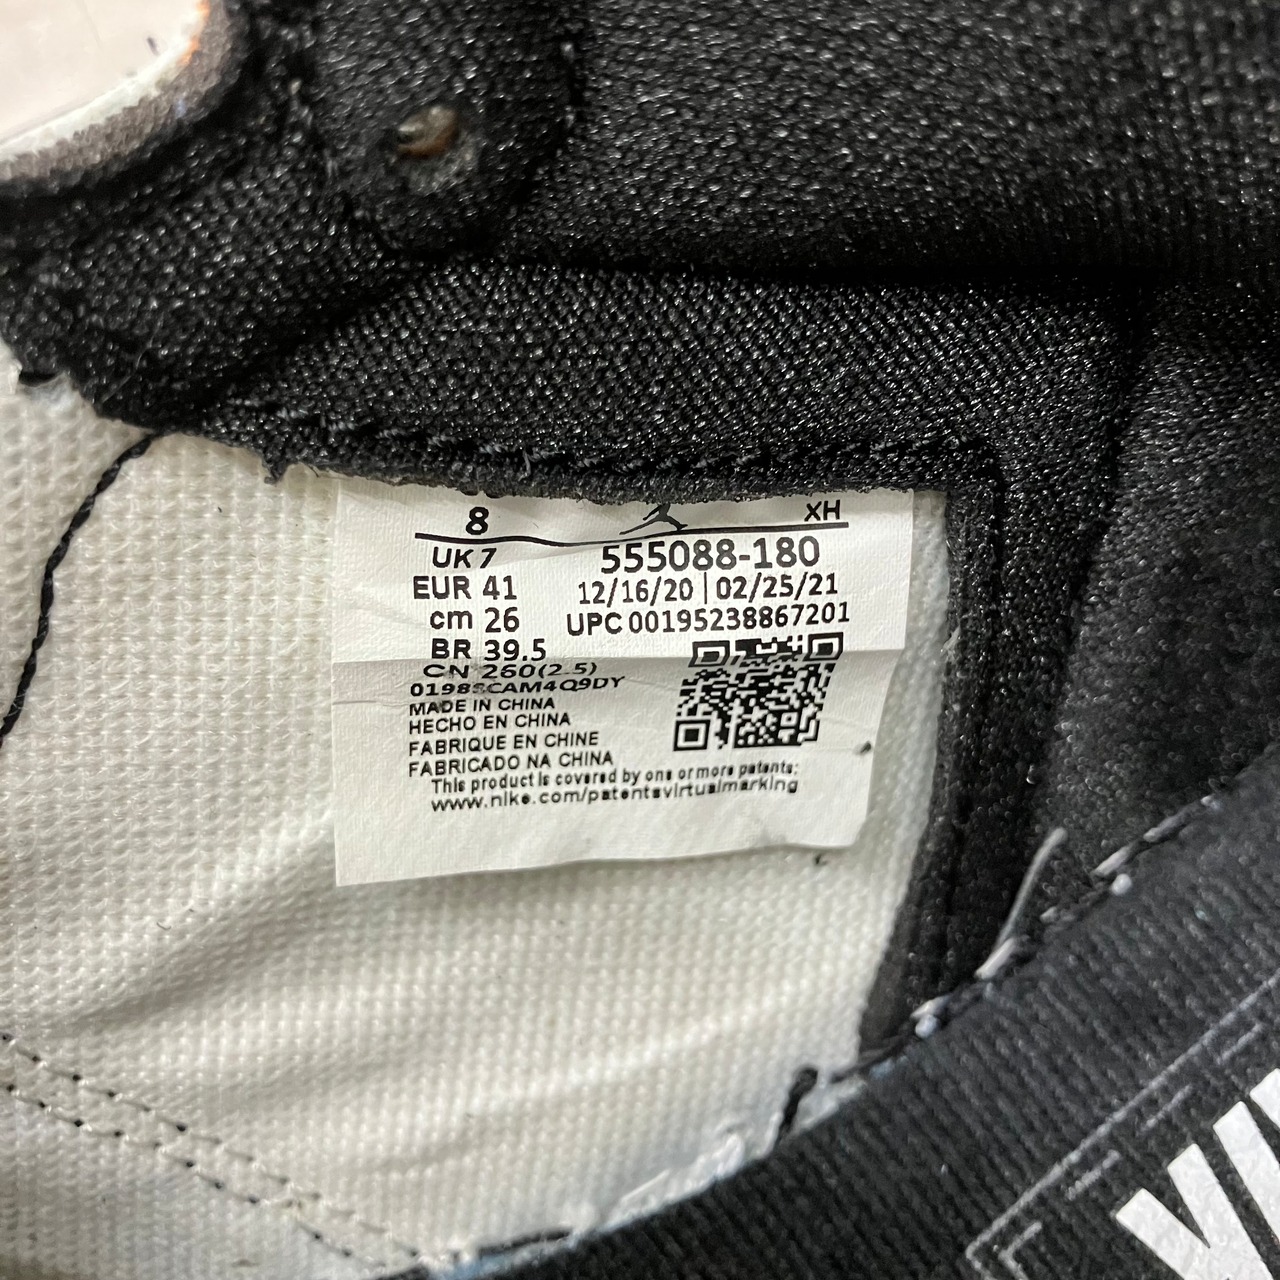 8 XH
UK 7 555088-180
EUR 41 12/16/20 | 02/25/21
cm 26 UPC 00195238867201
BR 39.5
CN 260(2.5)
MADE IN CHINA
HECHO EN CHINA
FABRIQUE EN CHINE
FABRICADO NA CHINA
This product is covered by one or more patents:
www.nike.com/patentsvirtualmarking